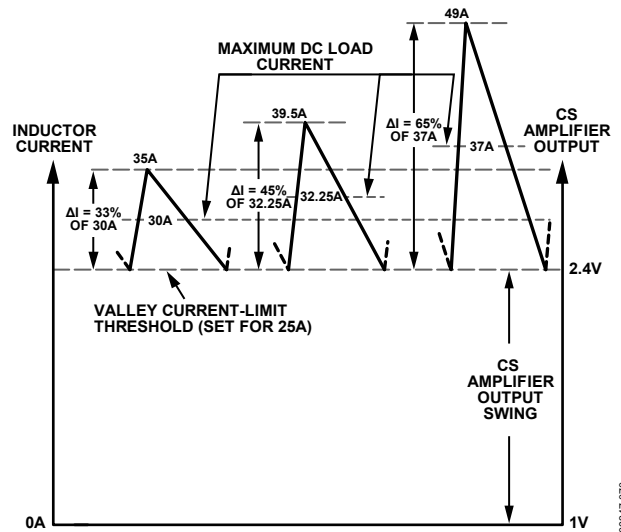 49A
MAXIMUM DC LOAD
CURRENT
39.5A
INDUCTOR
CURRENT
ΔI = 65%
OF 37A
CS
AMPLIFIER
OUTPUT
35A
37A
ΔI = 45%
OF 32.25A
32.25A
ΔI = 33%
OF 30A
30A
2.4V
VALLEY CURRENT-LIMIT
THRESHOLD (SET FOR 25A)
CS
AMPLIFIER
OUTPUT
SWING
0A
1V